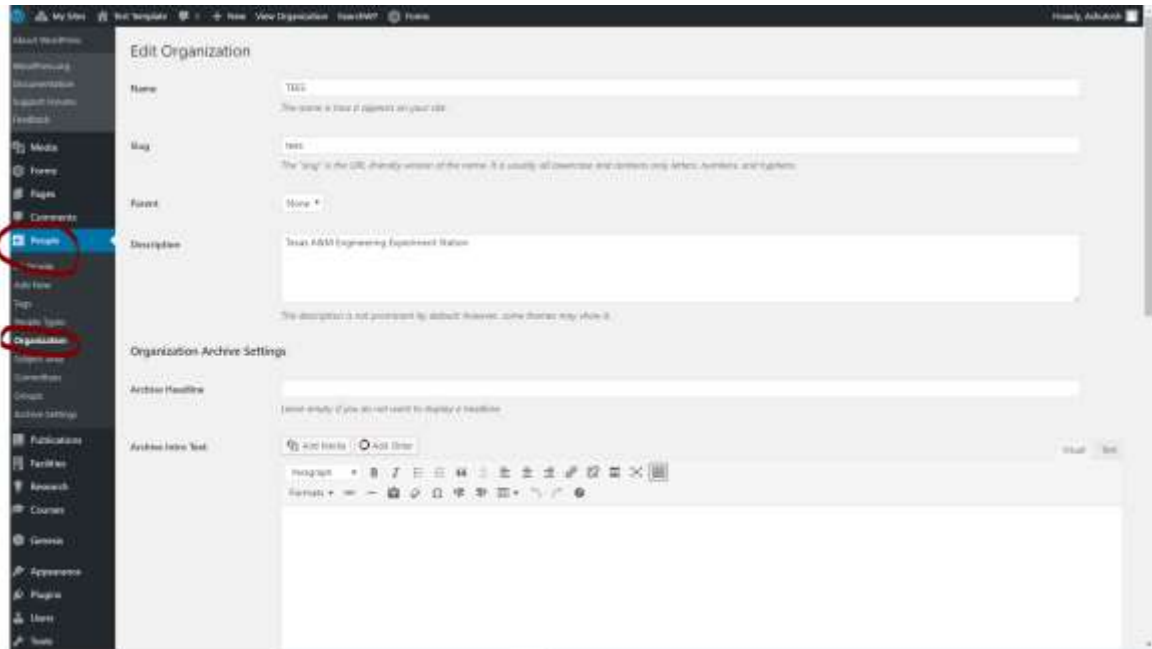 My Sites Test Template + New View Organization SearchWP Forms Howdy, Ashutosh
About WordPress
WordPress.org
Documentation
Support Forums
Feedback
Media
Forms
Pages
Comments
People
Add New
Tags
People Types
Organization
Subject Area
Committees
Groups
Archive Settings
Publications
Facilities
Research
Courses
Genesis
Appearance
Plugins
Users
Tools
Edit Organization
Name
TEES
The name is how it appears on your site.
Slug
tees
The "slug" is the URL-friendly version of the name. It is usually all lowercase and contains only letters, numbers, and hyphens.
Parent
None
Description
Texas A&M Engineering Experiment Station
The description is not prominent by default; however, some themes may show it.
Organization Archive Settings
Archive Headline
Leave empty if you do not want to display a headline.
Archive Intro Text
Add Media Add Slider
Visual Text
Paragraph
Formats